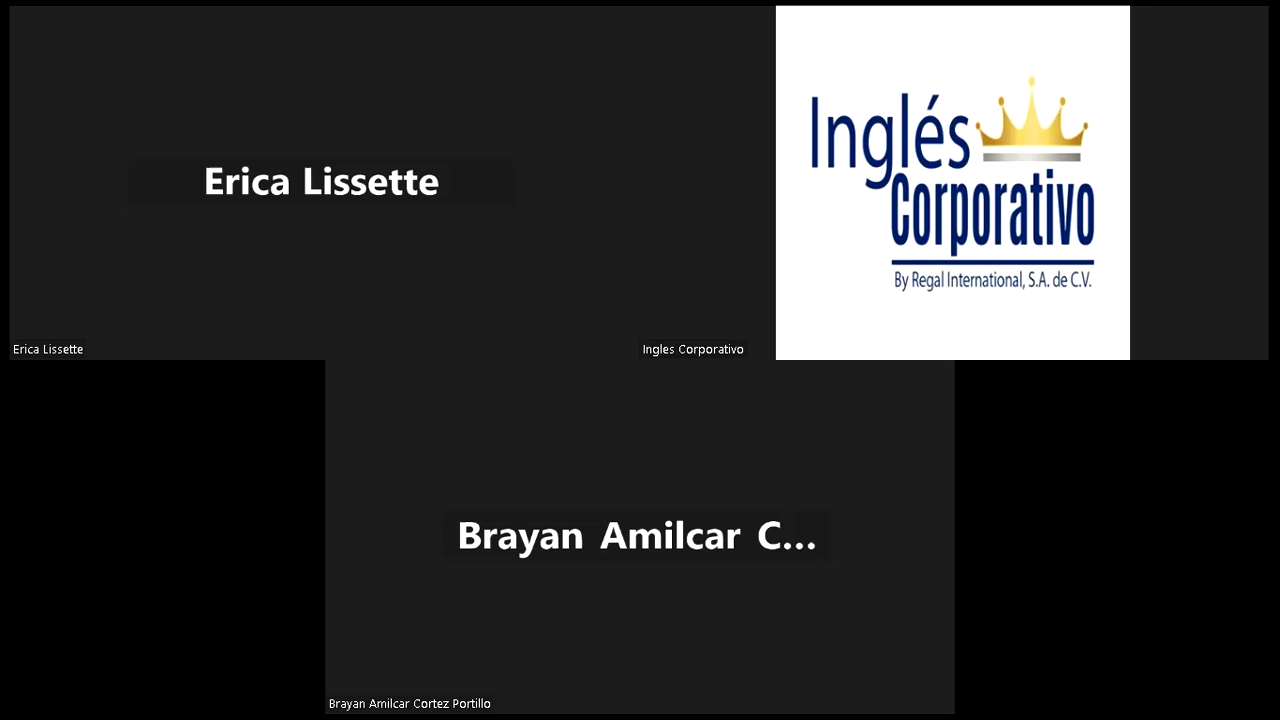 Erica Lissette
Erica Lissette
Inglés
Corporativo
By Regal International, S.A. de C.V.
Ingles Corporativo
Brayan Amilcar C...
Brayan Amilcar Cortez Portillo